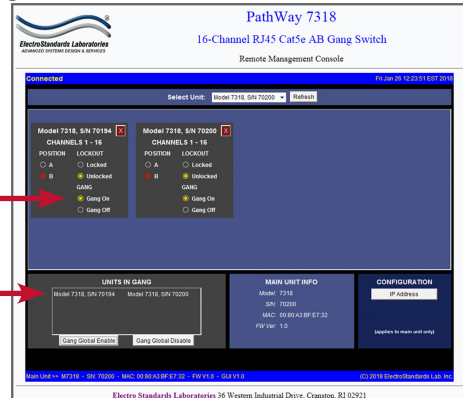 PathWay 7318
16-Channel RJ45 Cat5e AB Gang Switch
Remote Management Console
ElectroStandards Laboratories
ADVANCED SYSTEMS DESIGN & SERVICES
Connected
Fri Jan 26 12:23:51 EST 2018
Select Unit: Model 7318, S/N 70200 Refresh
Model 7318, S/N 70194 X
CHANNELS 1 - 16
POSITION LOCKOUT
A Locked
B Unlocked
GANG
Gang On
Gang Off
Model 7318, S/N 70200 X
CHANNELS 1 - 16
POSITION LOCKOUT
A Locked
B Unlocked
GANG
Gang On
Gang Off
UNITS IN GANG
Model 7318, S/N 70194 Model 7318, S/N 70200
Gang Global Enable Gang Global Disable
MAIN UNIT INFO
Model: 7318
S/N: 70200
MAC: 00:80:A3:BF:E7:32
FW Ver: 1.0
CONFIGURATION
IP Address
(applies to main unit only)
Main Unit >> M7318 - SN: 70200 - MAC: 00:80:A3:BF:E7:32 - FW V1.0 - GUI V1.0
(C) 2018 ElectroStandards Lab. Inc.
Electro Standards Laboratories 36 Western Industrial Drive, Cranston, RI 02921